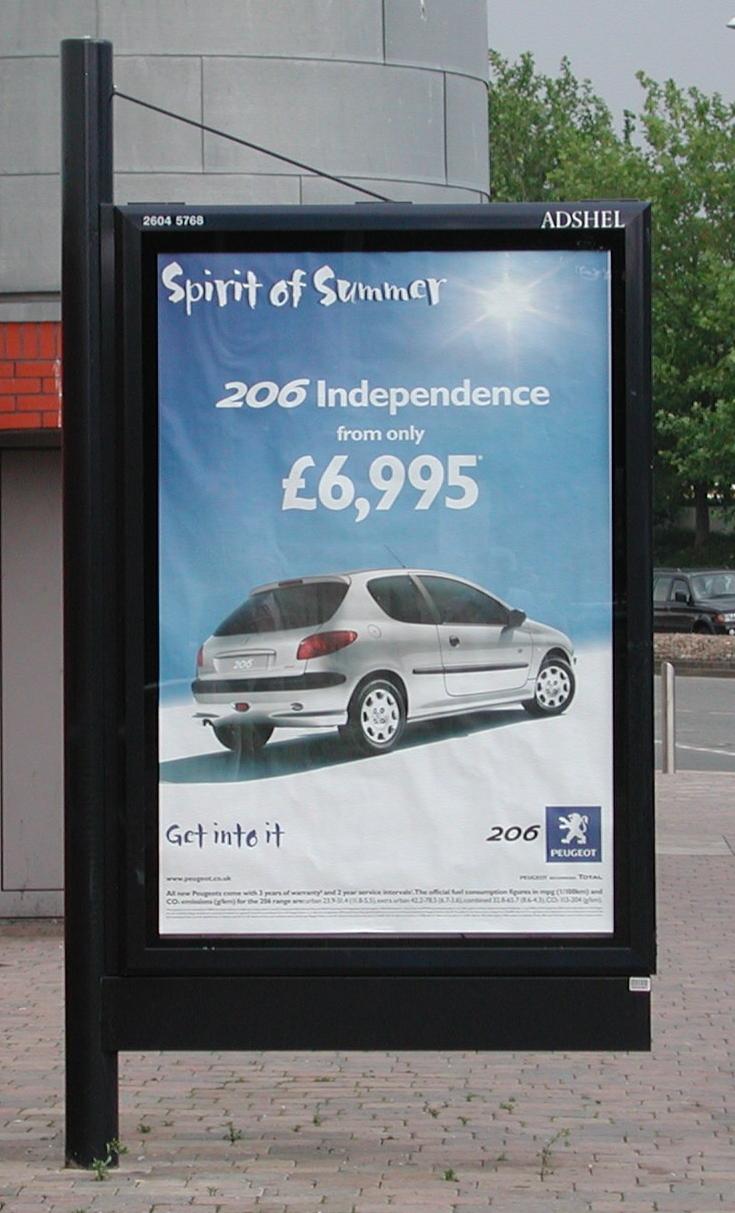 2604 5768 ADSHEL
Spirit of Summer
206 Independence
from only
£6,995*
206
Get into it
206
PEUGEOT
www.peugeot.co.uk
PEUGEOT TOTAL
All new Peugeots come with 3 years of warranty† and 2 year service intervals‡. The official fuel consumption figures in mpg (l/100km) and
CO₂ emissions (g/km) for the 206 range are: urban 23.9-51.4 (11.8-5.5), extra urban 42.2-78.5 (6.7-3.6), combined 32.8-65.7 (8.6-4.3), CO₂ 113-204 (g/km).